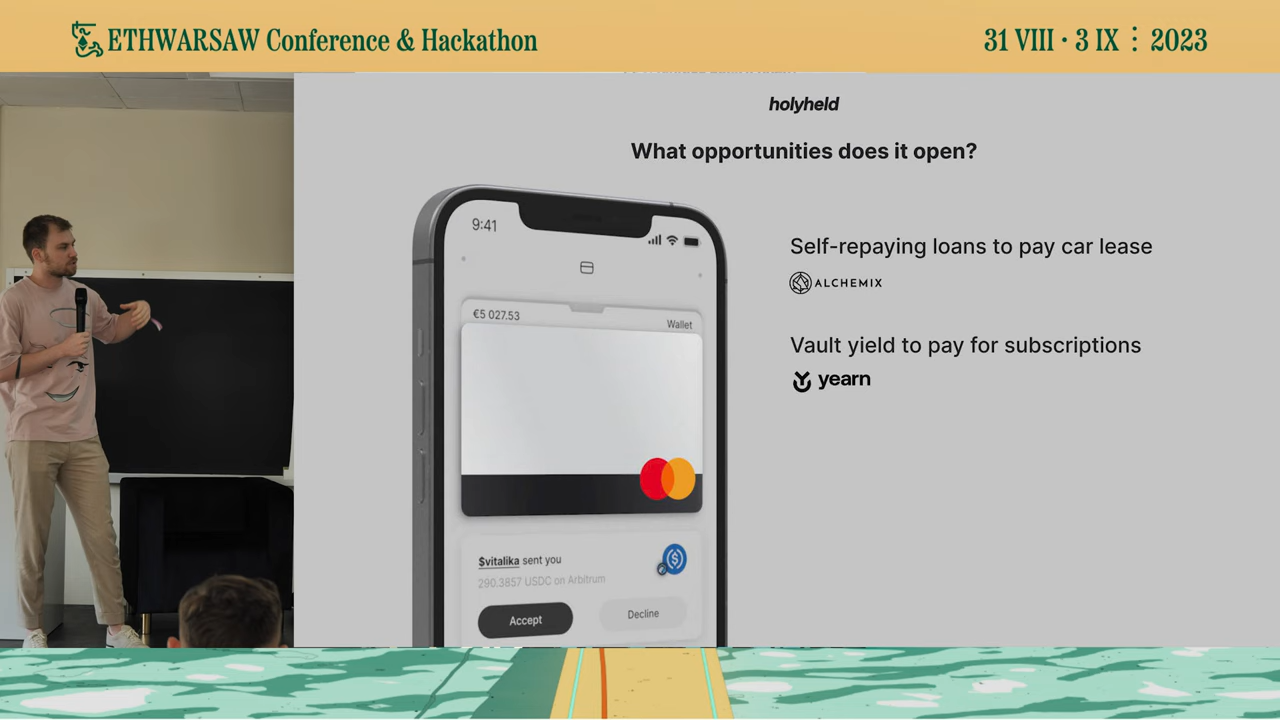 ETHWARSAW Conference & Hackathon
31 VIII · 3 IX ⋮ 2023
holyheld
What opportunities does it open?
9:41
€5 027.53
Wallet
$vitalika sent you
290.3857 USDC on Arbitrum
Accept
Decline
Self-repaying loans to pay car lease
ALCHEMIX
Vault yield to pay for subscriptions
yearn